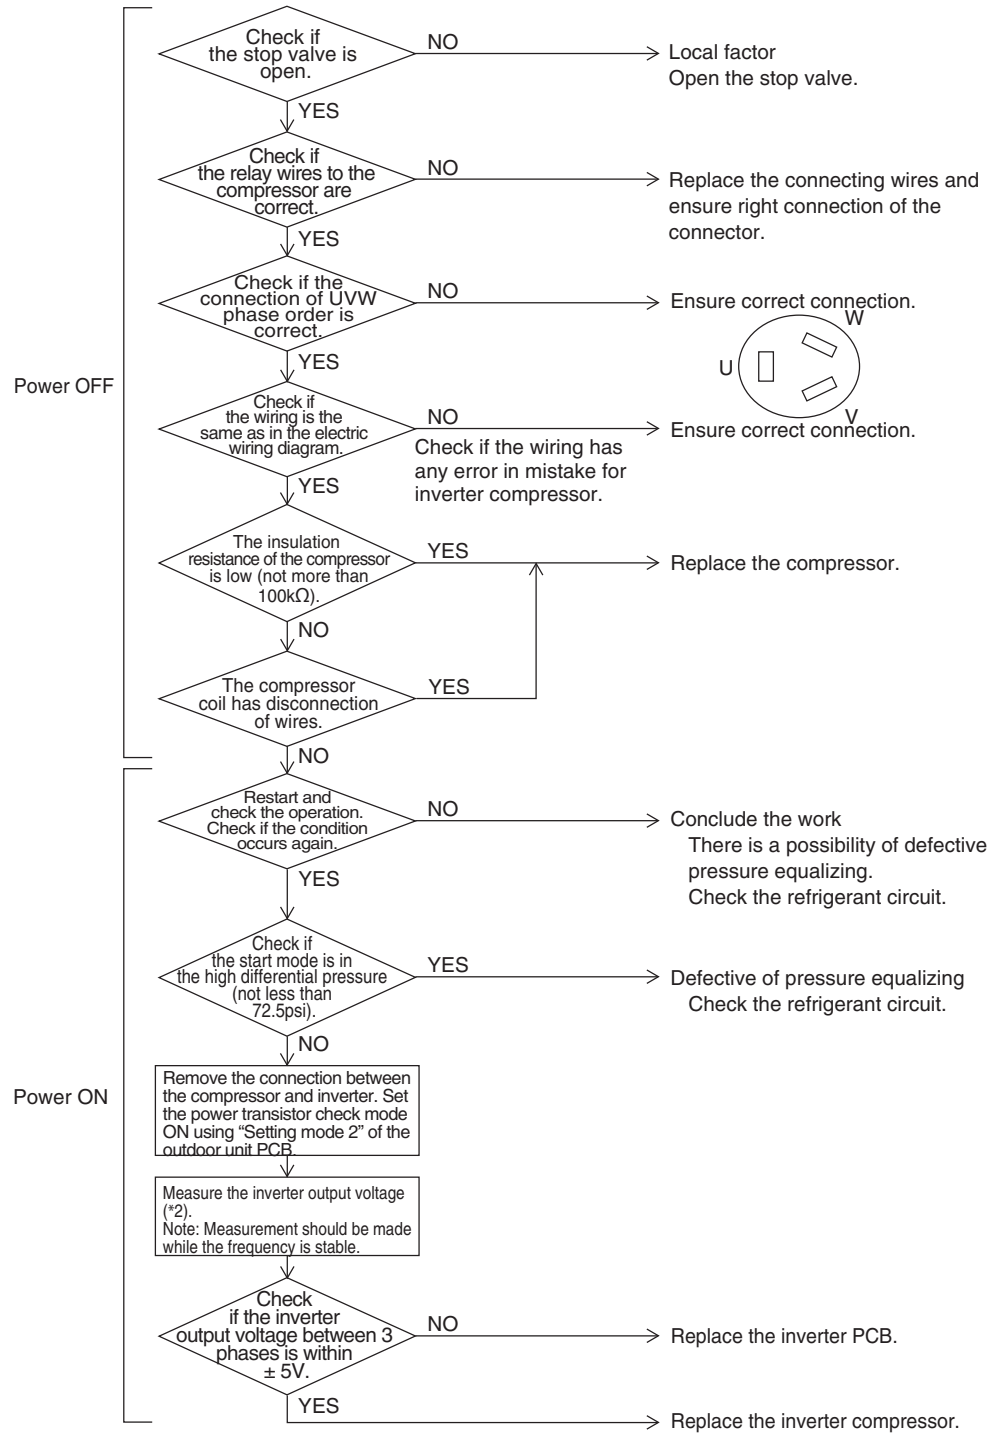 Check if
the stop valve is
open.
NO
Local factor
Open the stop valve.
YES
Check if
the relay wires to the
compressor are
correct.
NO
Replace the connecting wires and
ensure right connection of the
connector.
YES
Check if the
connection of UVW
phase order is
correct.
NO
Ensure correct connection.
W
U
V
YES
Power OFF
Check if
the wiring is the
same as in the electric
wiring diagram.
NO
Check if the wiring has
any error in mistake for
inverter compressor.
Ensure correct connection.
YES
The insulation
resistance of the compressor
is low (not more than
100kΩ).
YES
Replace the compressor.
NO
The compressor
coil has disconnection
of wires.
YES
NO
Restart and
check the operation.
Check if the condition
occurs again.
NO
Conclude the work
There is a possibility of defective
pressure equalizing.
Check the refrigerant circuit.
YES
Check if
the start mode is in
the high differential pressure
(not less than
72.5psi).
YES
Defective of pressure equalizing
Check the refrigerant circuit.
NO
Power ON
Remove the connection between
the compressor and inverter. Set
the power transistor check mode
ON using “Setting mode 2” of the
outdoor unit PCB.
Measure the inverter output voltage
(*2).
Note: Measurement should be made
while the frequency is stable.
Check
if the inverter
output voltage between 3
phases is within
± 5V.
NO
Replace the inverter PCB.
YES
Replace the inverter compressor.